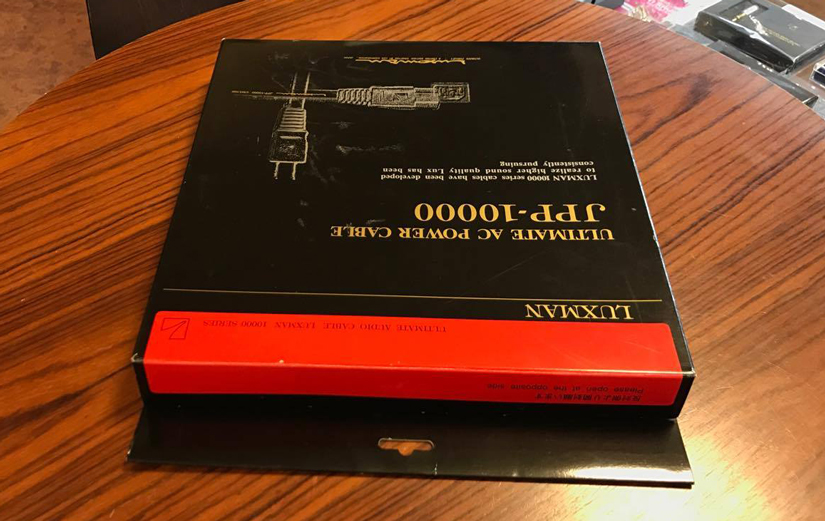 LUXMAN
ULTIMATE AC POWER CABLE
JPP-10000
LUXMAN 10000 series cables have been developed
to realize higher sound quality Lux has been
consistently pursuing
ULTIMATE AUDIO CABLE LUXMAN 10000 SERIES
Please open at the opposite side.